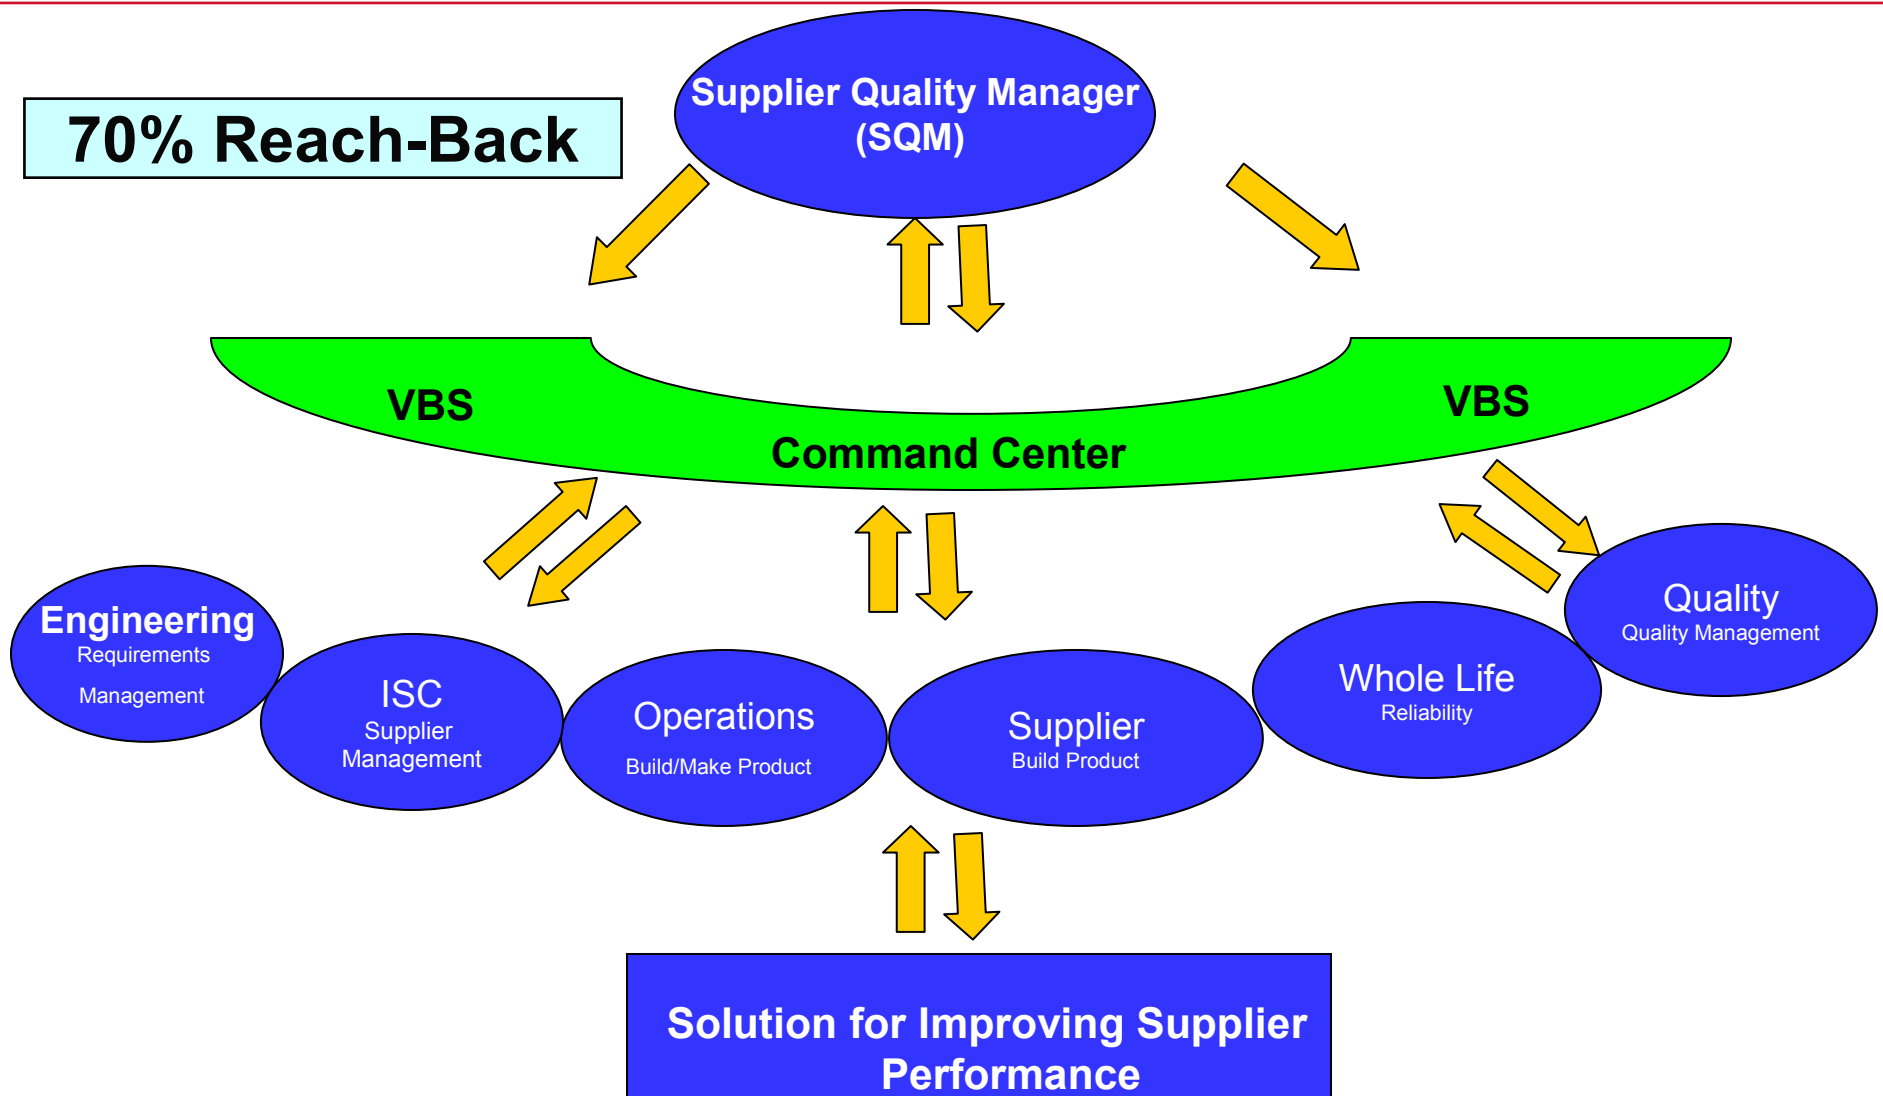 Supplier Quality Manager
(SQM)
70% Reach-Back
VBS
VBS
Command Center
Engineering
Requirements
Management
ISC
Supplier
Management
Operations
Build/Make Product
Supplier
Build Product
Whole Life
Reliability
Quality
Quality Management
Solution for Improving Supplier
Performance